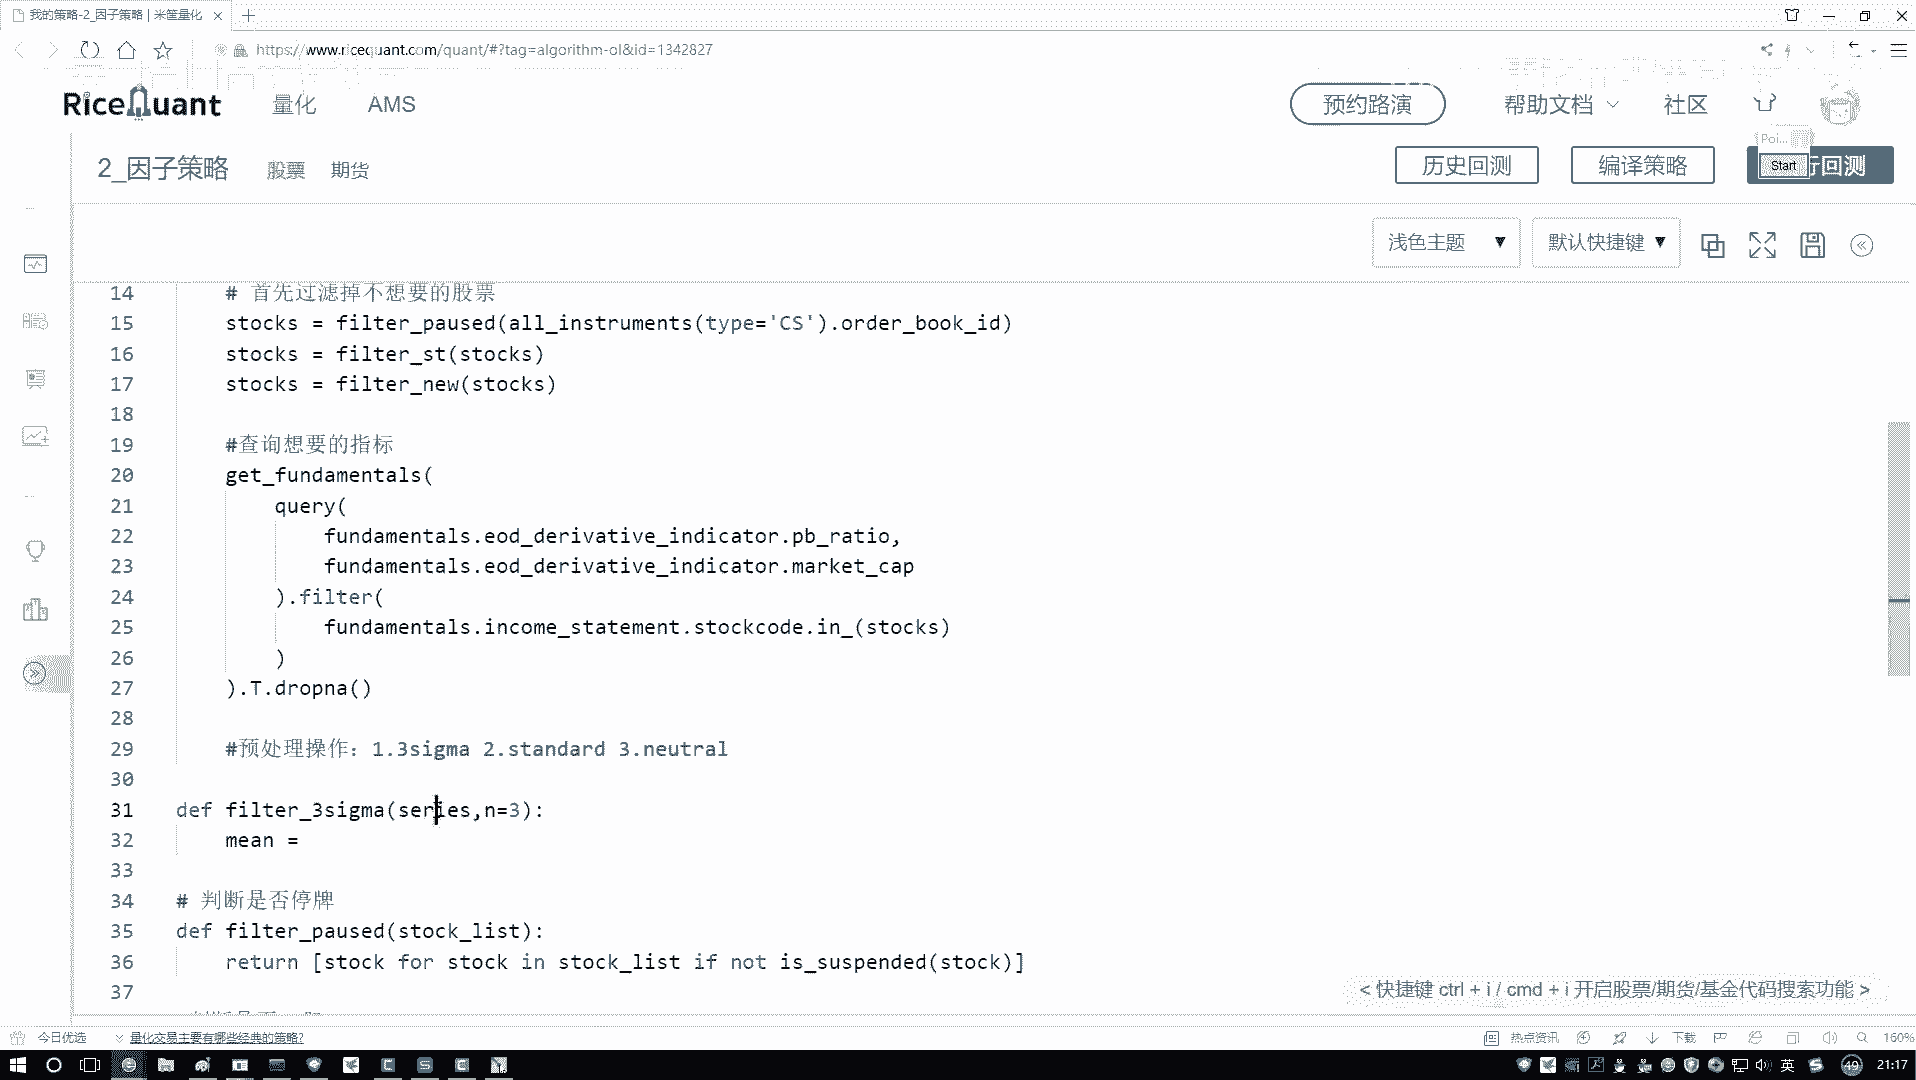 我的策略-2_因子策略 | 米筐量化
https://www.ricequant.com/quant/#?tag=algorithm-ol&id=1342827
RiceQuant 量化 AMS 预约路演 帮助文档 社区
Poi...
2_因子策略 股票 期货 历史回测 编译策略 Start 行回测
浅色主题 ▼ 默认快捷键 ▼
14 # 首先过滤掉不想要的股票
15 stocks = filter_paused(all_instruments(type='CS').order_book_id)
16 stocks = filter_st(stocks)
17 stocks = filter_new(stocks)
18
19 #查询想要的指标
20 get_fundamentals(
21 query(
22 fundamentals.eod_derivative_indicator.pb_ratio,
23 fundamentals.eod_derivative_indicator.market_cap
24 ).filter(
25 fundamentals.income_statement.stockcode.in_(stocks)
26 )
27 ).T.dropna()
28
29 #预处理操作：1.3sigma 2.standard 3.neutral
30
31 def filter_3sigma(series,n=3):
32 mean =
33
34 # 判断是否停牌
35 def filter_paused(stock_list):
36 return [stock for stock in stock_list if not is_suspended(stock)]
37
< 快捷键 ctrl + i / cmd + i 开启股票/期货/基金代码搜索功能 >
今日优选 量化交易主要有哪些经典的策略? 热点资讯 下载 160%
英 49 21:17